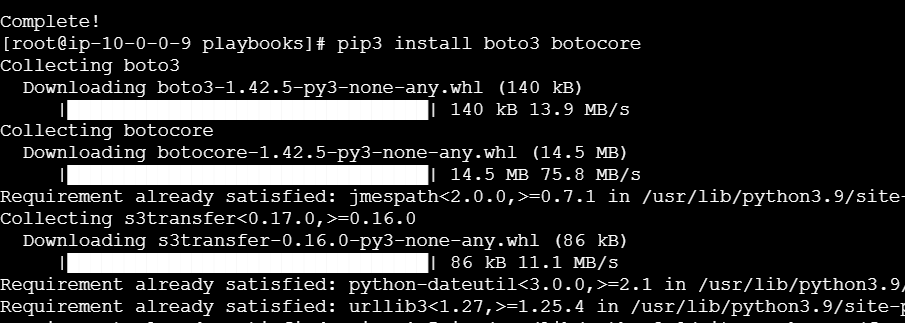 Complete!
[root@ip-10-0-0-9 playbooks]# pip3 install boto3 botocore
Collecting boto3
  Downloading boto3-1.42.5-py3-none-any.whl (140 kB)
     |████████████████████████████████| 140 kB 13.9 MB/s
Collecting botocore
  Downloading botocore-1.42.5-py3-none-any.whl (14.5 MB)
     |████████████████████████████████| 14.5 MB 75.8 MB/s
Requirement already satisfied: jmespath<2.0.0,>=0.7.1 in /usr/lib/python3.9/site-
Collecting s3transfer<0.17.0,>=0.16.0
  Downloading s3transfer-0.16.0-py3-none-any.whl (86 kB)
     |████████████████████████████████| 86 kB 11.1 MB/s
Requirement already satisfied: python-dateutil<3.0.0,>=2.1 in /usr/lib/python3.9/
Requirement already satisfied: urllib3<1.27,>=1.25.4 in /usr/lib/python3.9/site-p